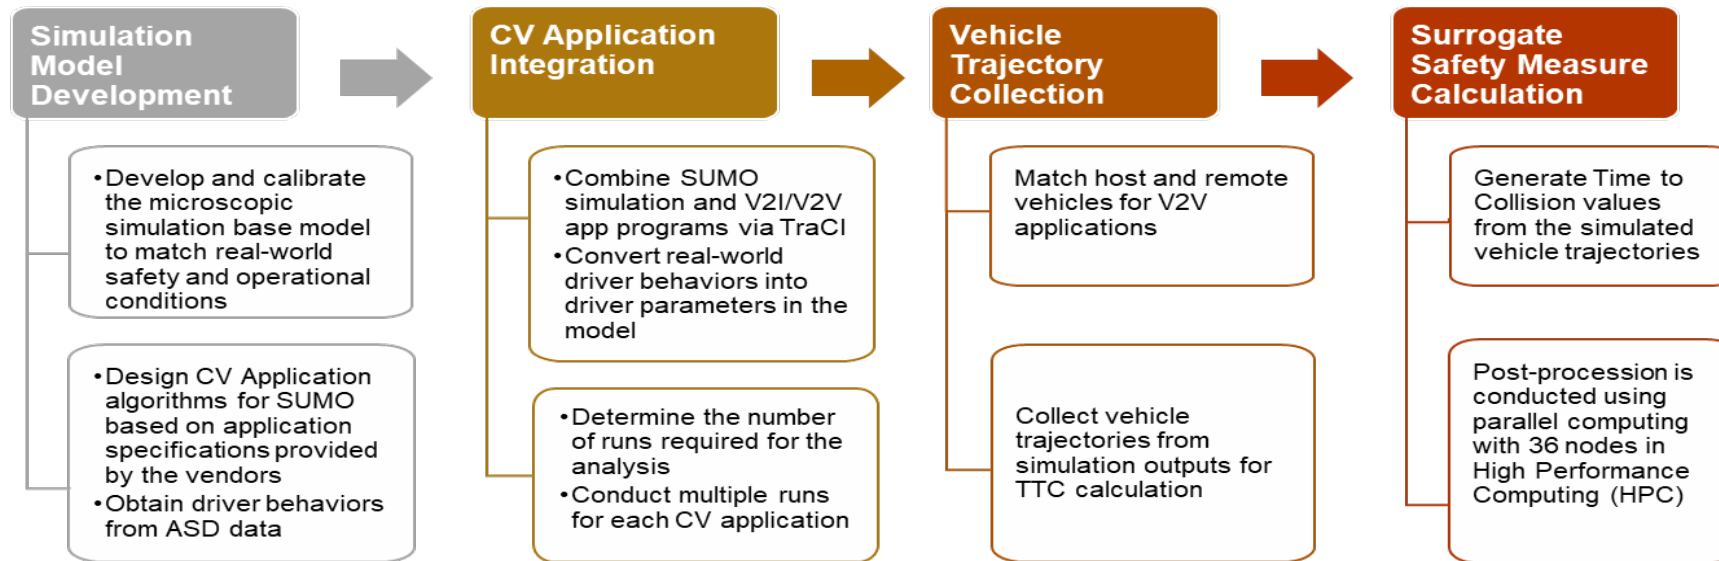 Simulation
Model
Development
•Develop and calibrate
the microscopic
simulation base model
to match real-world
safety and operational
conditions
•Design CV Application
algorithms for SUMO
based on application
specifications provided
by the vendors
•Obtain driver behaviors
from ASD data
CV Application
Integration
•Combine SUMO
simulation and V2I/V2V
app programs via TraCI
•Convert real-world
driver behaviors into
driver parameters in the
model
•Determine the number
of runs required for the
analysis
•Conduct multiple runs
for each CV application
Vehicle
Trajectory
Collection
Match host and remote
vehicles for V2V
applications
Collect vehicle
trajectories from
simulation outputs for
TTC calculation
Surrogate
Safety Measure
Calculation
Generate Time to
Collision values
from the simulated
vehicle trajectories
Post-procession is
conducted using
parallel computing
with 36 nodes in
High Performance
Computing (HPC)